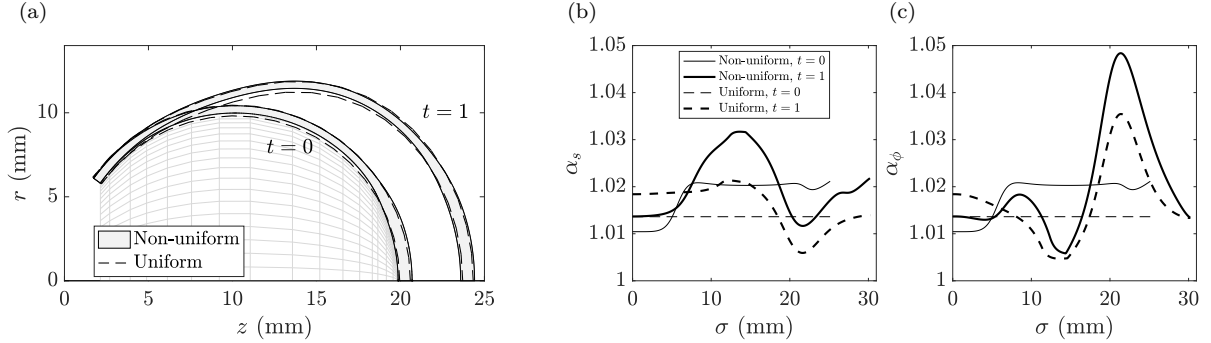 (a)
r (mm)
10
5
0
t = 1
t = 0
Non-uniform
Uniform
0 5 10 15 20 25
z (mm)
(b)
α_s
1.05
1.04
1.03
1.02
1.01
1
Non-uniform, t = 0
Non-uniform, t = 1
Uniform, t = 0
Uniform, t = 1
0 10 20 30
σ (mm)
(c)
α_ϕ
1.05
1.04
1.03
1.02
1.01
1
0 10 20 30
σ (mm)